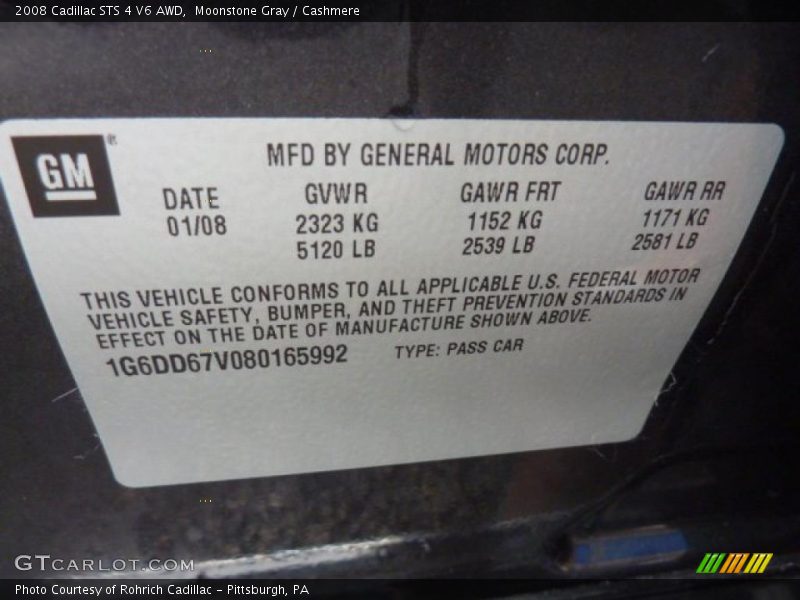 2008 Cadillac STS 4 V6 AWD,  Moonstone Gray / Cashmere
GM®
MFD BY GENERAL MOTORS CORP.
DATE GVWR GAWR FRT GAWR RR
01/08 2323 KG 1152 KG 1171 KG
5120 LB 2539 LB 2581 LB
THIS VEHICLE CONFORMS TO ALL APPLICABLE U.S. FEDERAL MOTOR
VEHICLE SAFETY, BUMPER, AND THEFT PREVENTION STANDARDS IN
EFFECT ON THE DATE OF MANUFACTURE SHOWN ABOVE.
1G6DD67V080165992 TYPE: PASS CAR
GTCARLOT.COM
Photo Courtesy of Rohrich Cadillac - Pittsburgh, PA